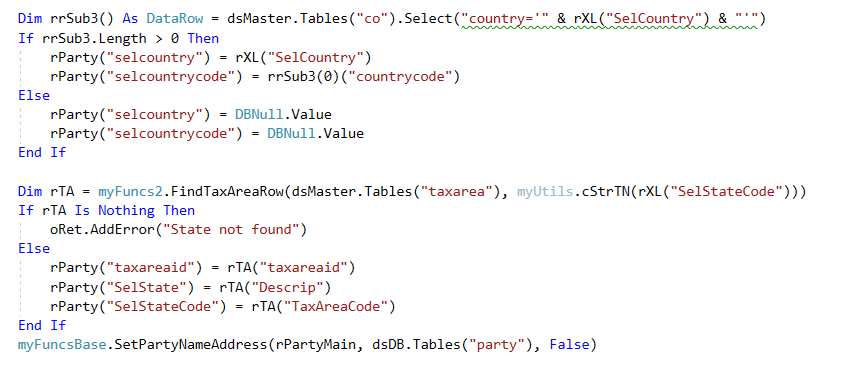 Dim rrSub3() As DataRow = dsMaster.Tables("co").Select("country='" & rXL("SelCountry") & "'")
If rrSub3.Length > 0 Then
    rParty("selcountry") = rXL("SelCountry")
    rParty("selcountrycode") = rrSub3(0)("countrycode")
Else
    rParty("selcountry") = DBNull.Value
    rParty("selcountrycode") = DBNull.Value
End If

Dim rTA = myFuncs2.FindTaxAreaRow(dsMaster.Tables("taxarea"), myUtils.cStrTN(rXL("SelStateCode")))
If rTA Is Nothing Then
    oRet.AddError("State not found")
Else
    rParty("taxareaid") = rTA("taxareaid")
    rParty("SelState") = rTA("Descrip")
    rParty("SelStateCode") = rTA("TaxAreaCode")
End If
myFuncsBase.SetPartyNameAddress(rPartyMain, dsDB.Tables("party"), False)